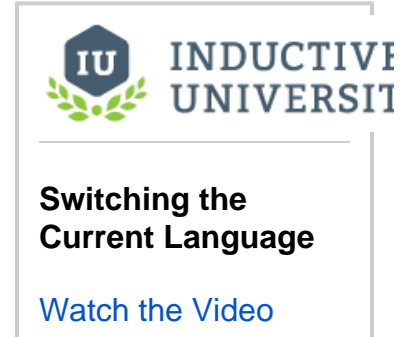 IU
INDUCTIVE
UNIVERSIT
Switching the
Current Language
Watch the Video